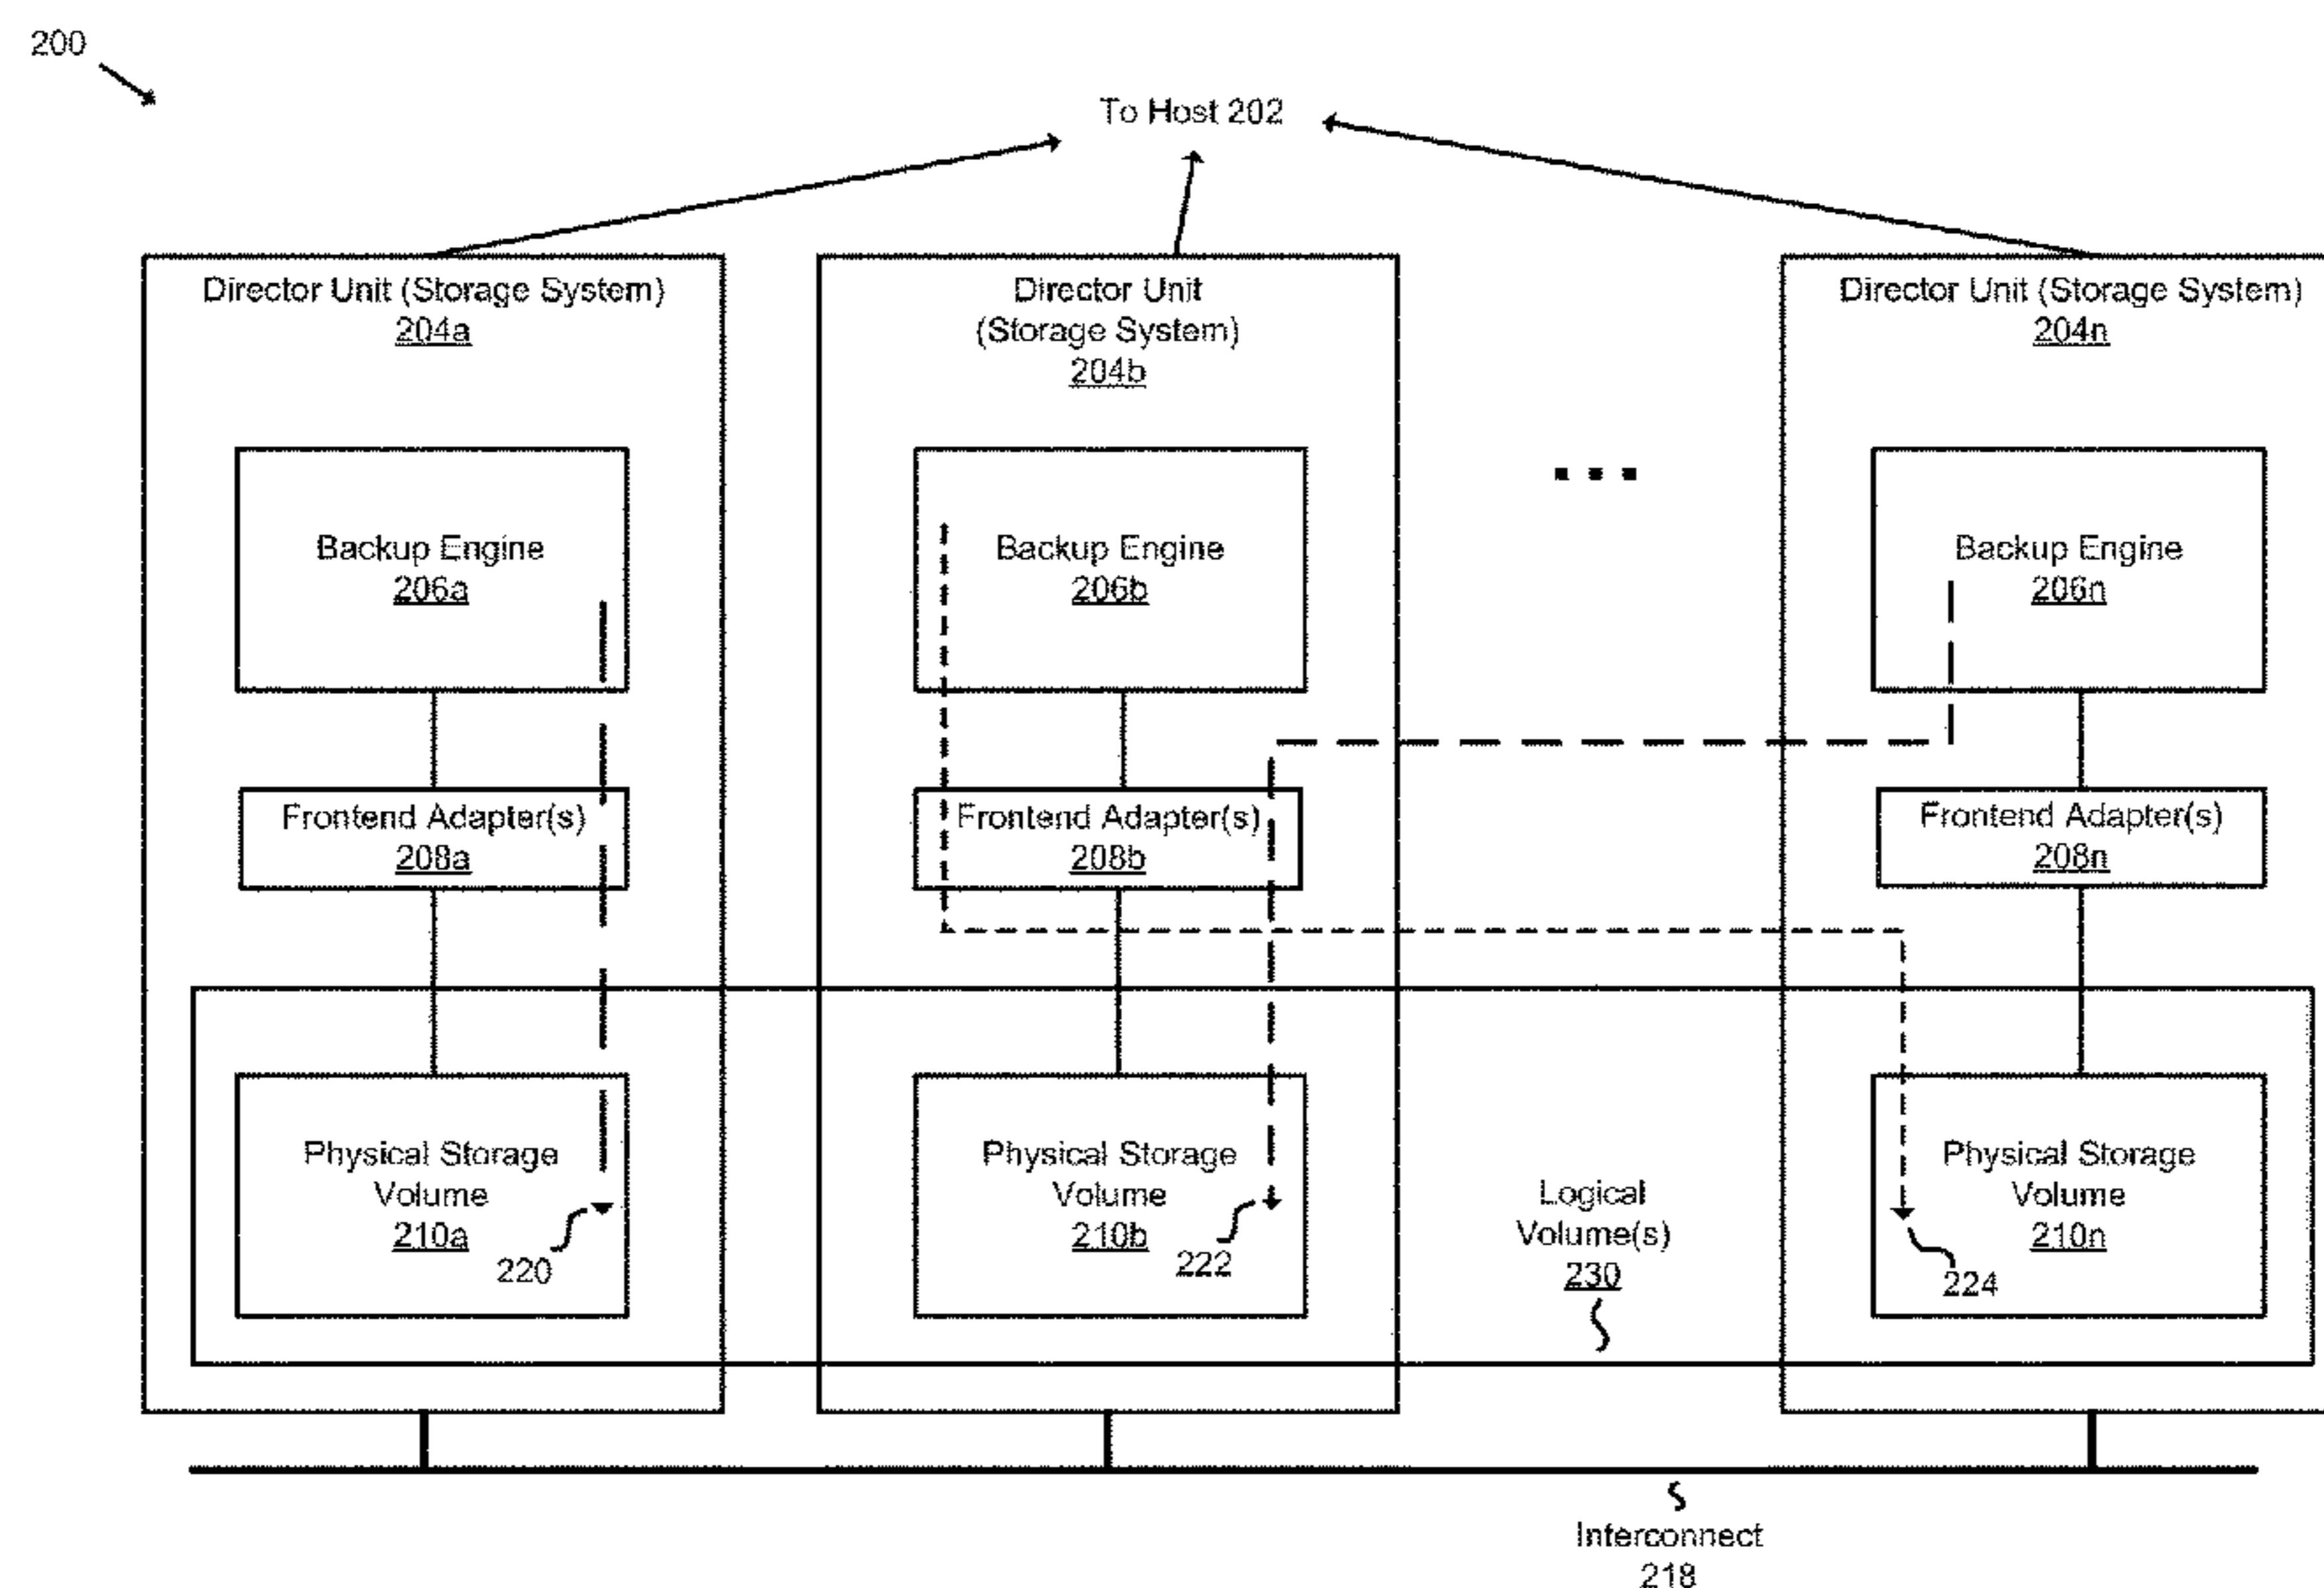 200
To Host 202
Director Unit (Storage System)
204a
Director Unit
(Storage System)
204b
Director Unit (Storage System)
204n
Backup Engine
206a
Backup Engine
206b
...
Backup Engine
206n
Frontend Adapter(s)
208a
Frontend Adapter(s)
208b
Frontend Adapter(s)
208n
Physical Storage
Volume
210a
220
Physical Storage
Volume
210b
222
Logical
Volume(s)
230
Physical Storage
Volume
210n
224
Interconnect
218